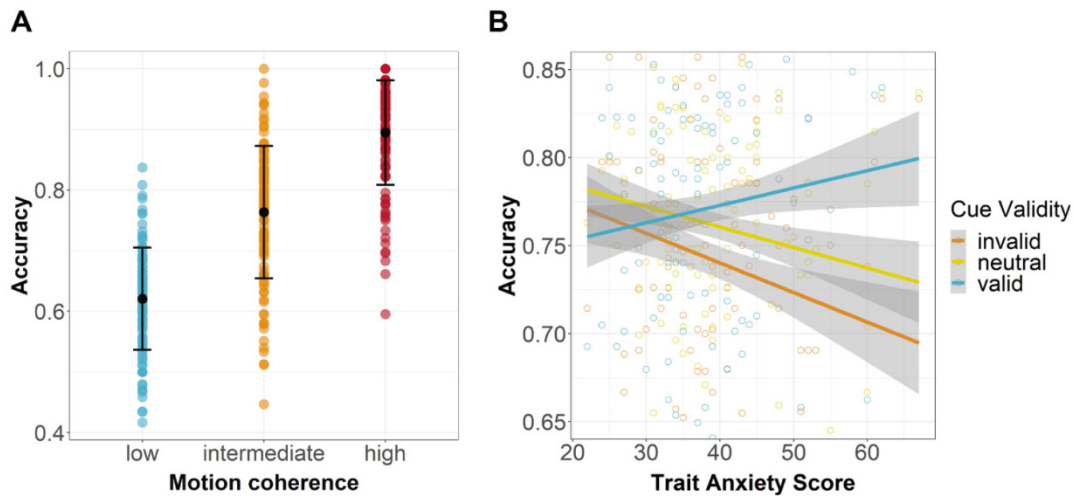 A
1.0
0.8
0.6
0.4
Accuracy
low intermediate high
Motion coherence
B
0.85
0.80
0.75
0.70
0.65
Accuracy
20 30 40 50 60
Trait Anxiety Score
Cue Validity
invalid
neutral
valid